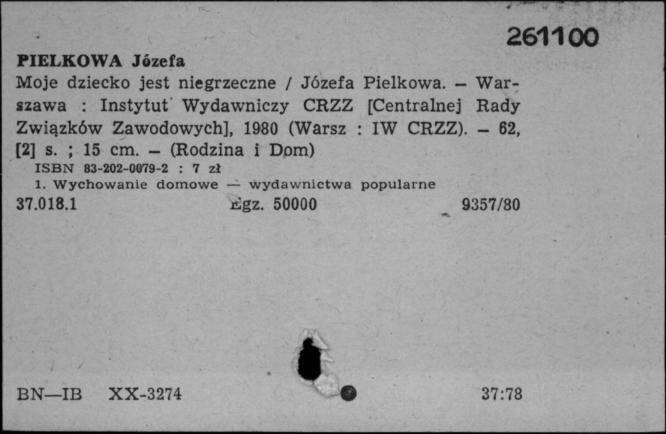 261100
PIELKOWA Józefa
Moje dziecko jest niegrzeczne / Józefa Pielkowa. — War-
szawa : Instytut Wydawniczy CRZZ [Centralnej Rady
Związków Zawodowych], 1980 (Warsz : IW CRZZ). — 62,
[2] s. ; 15 cm. — (Rodzina i Dom)
ISBN 83-202-0079-2 : 7 zł
1. Wychowanie domowe — wydawnictwa popularne
37.018.1 Egz. 50000 9357/80
BN—IB XX-3274 37:78